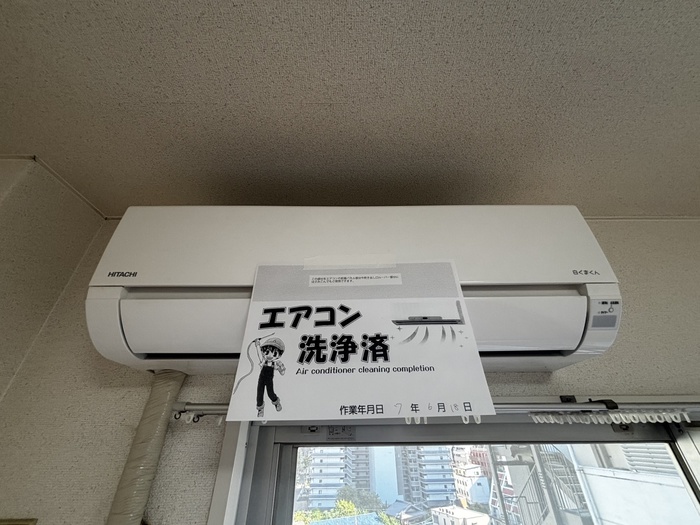 HITACHI
白くまくん
エアコン
洗浄済
Air conditioner cleaning completion
作業年月日 7 年 6 月 18 日